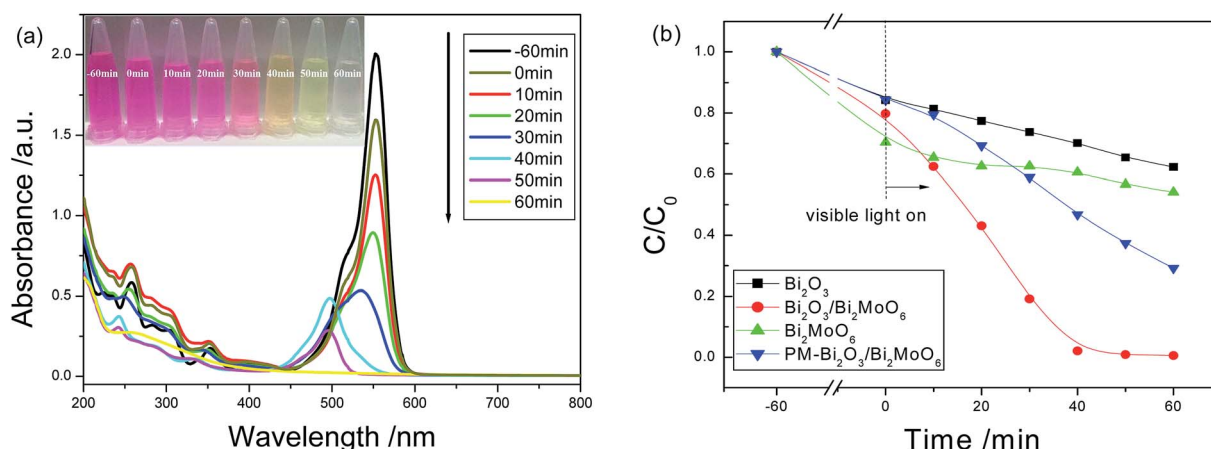 (a)
2.0
1.5
1.0
0.5
0.0
Absorbance /a.u.
200 300 400 500 600 700 800
Wavelength /nm
-60min 0min 10min 20min 30min 40min 50min 60min
-60min
0min
10min
20min
30min
40min
50min
60min
(b)
1.0
0.8
0.6
0.4
0.2
0.0
C/C₀
visible light on
Bi₂O₃
Bi₂O₃/Bi₂MoO₆
Bi₂MoO₆
PM-Bi₂O₃/Bi₂MoO₆
-60 0 20 40 60
Time /min